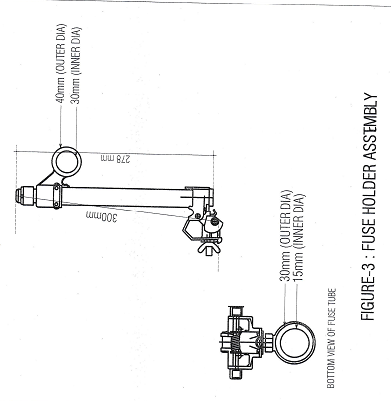 40mm (OUTER DIA)
30mm (INNER DIA)
278 mm
300mm
30mm (OUTER DIA)
15mm (INNER DIA)
BOTTOM VIEW OF FUSE TUBE
FIGURE-3 : FUSE HOLDER ASSEMBLY